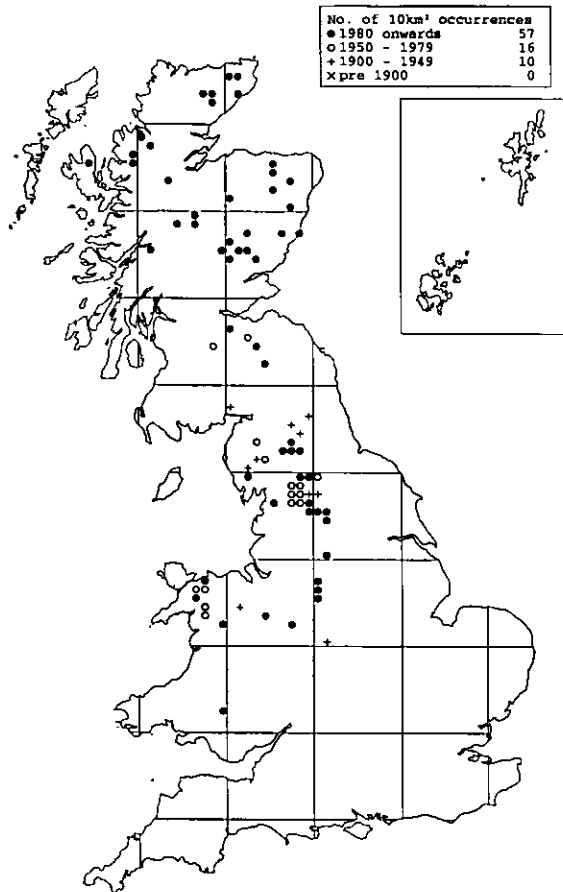 No. of 10km² occurrences
● 1980 onwards 57
○ 1950 - 1979 16
+ 1900 - 1949 10
× pre 1900 0